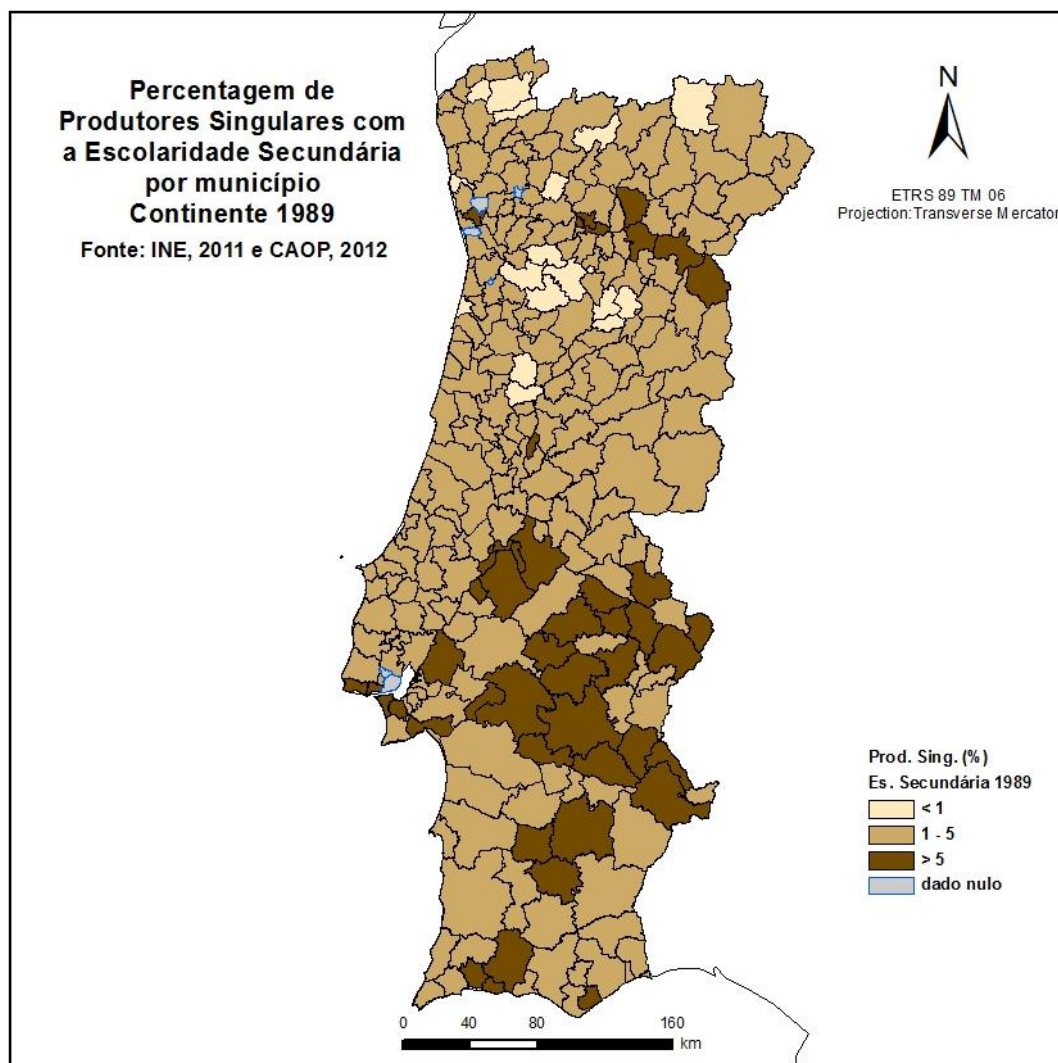 Percentagem de
Produtores Singulares com
a Escolaridade Secundária
por município
Continente 1989
Fonte: INE, 2011 e CAOP, 2012
N
ETRS 89 TM 06
Projection:Transverse Mercator
Prod. Sing. (%)
Es. Secundária 1989
< 1
1 - 5
> 5
dado nulo
0 40 80 160
km